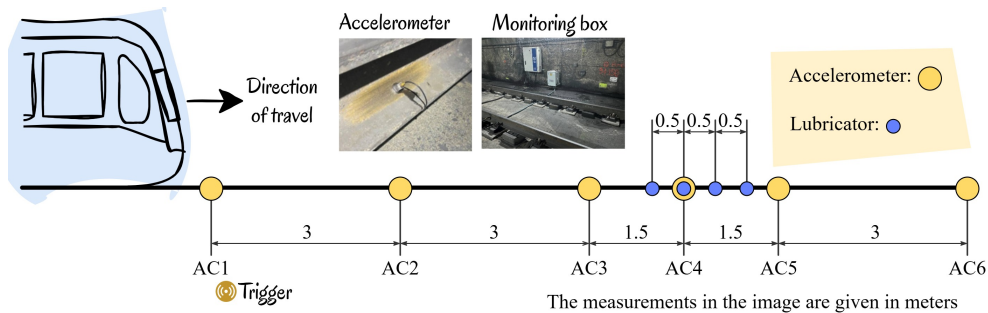 Accelerometer
Monitoring box
Direction
of travel
Accelerometer:
Lubricator:
0.5 0.5 0.5
3 3 1.5 1.5 3
AC1 AC2 AC3 AC4 AC5 AC6
Trigger
The measurements in the image are given in meters